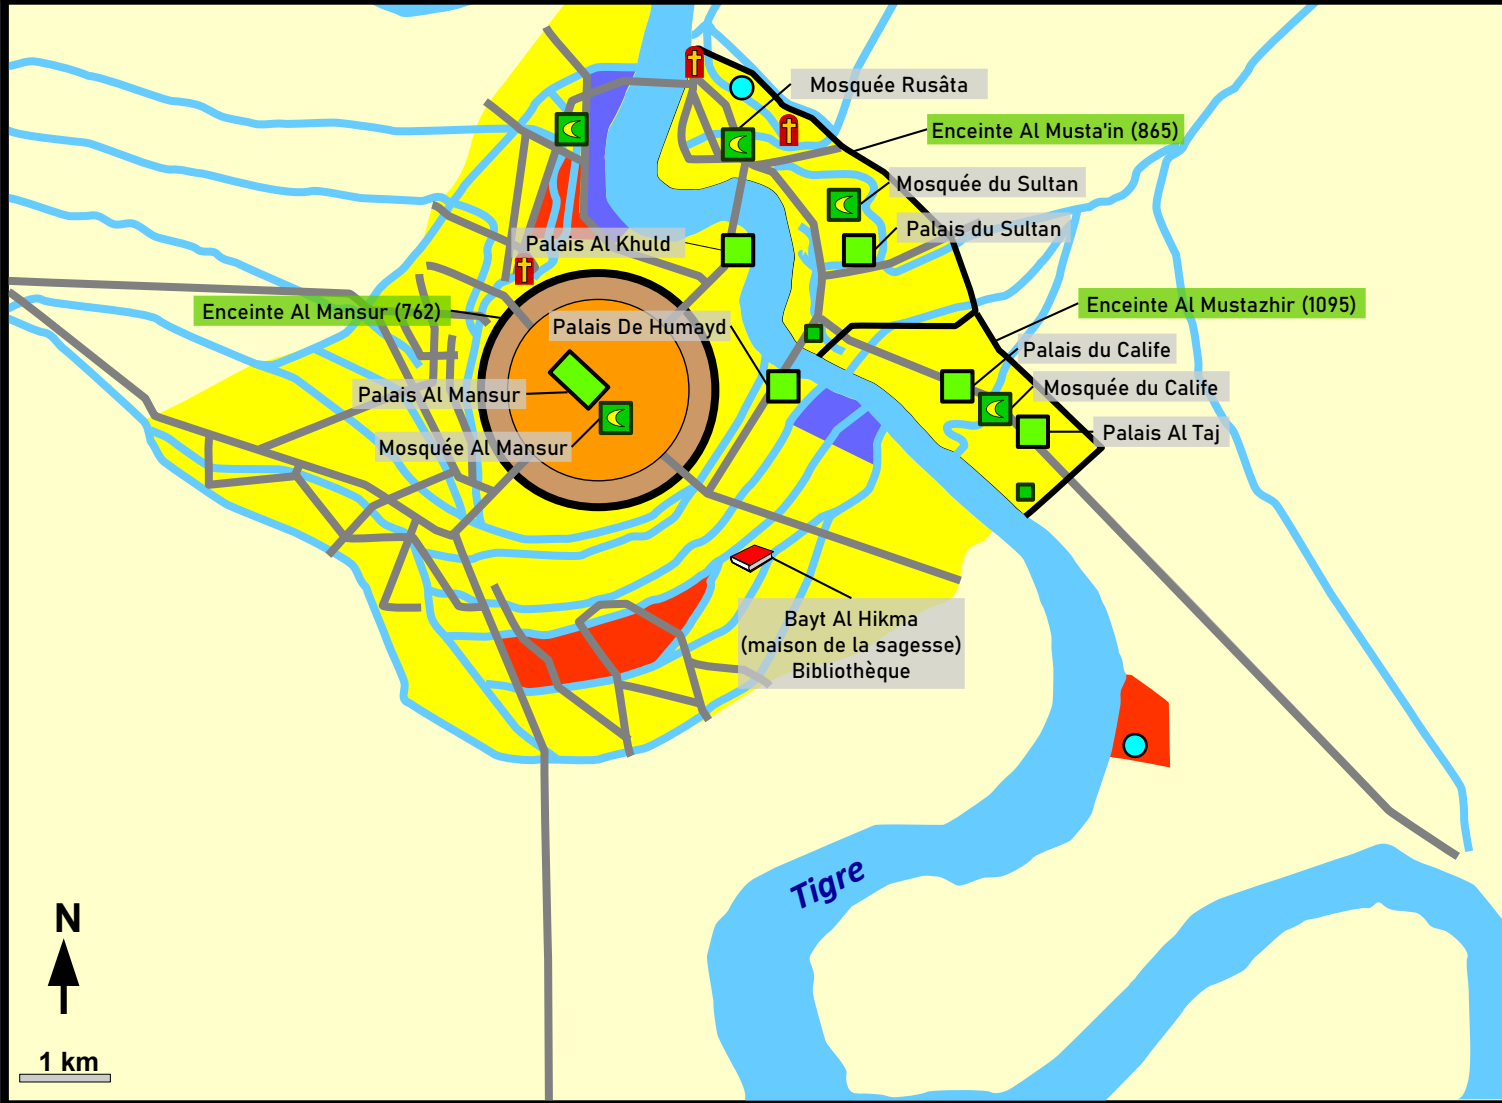 Mosquée Rusâta
Enceinte Al Musta'in (865)
Mosquée du Sultan
Palais du Sultan
Palais Al Khuld
Enceinte Al Mansur (762)
Enceinte Al Mustazhir (1095)
Palais De Humayd
Palais du Calife
Mosquée du Calife
Palais Al Mansur
Palais Al Taj
Mosquée Al Mansur
Bayt Al Hikma
(maison de la sagesse)
Bibliothèque
Tigre
N
1 km